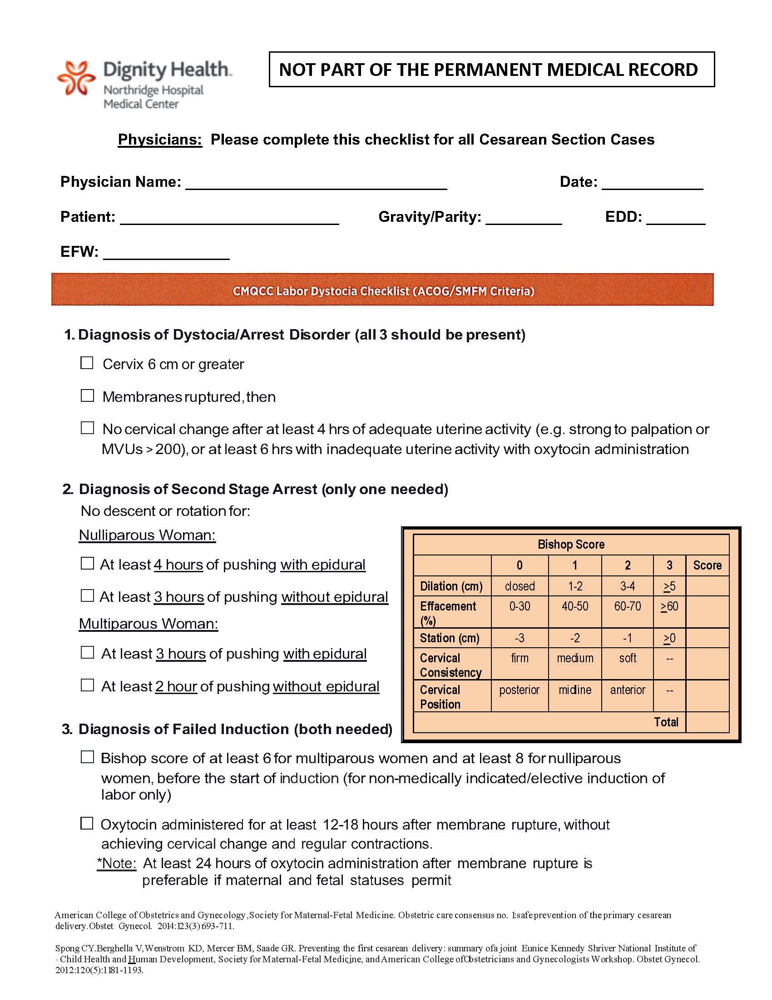 Dignity Health
Northridge Hospital
Medical Center
NOT PART OF THE PERMANENT MEDICAL RECORD
Physicians: Please complete this checklist for all Cesarean Section Cases
Physician Name: Date:
Patient: Gravity/Parity: EDD:
EFW:
CMQCC Labor Dystocia Checklist (ACOG/SMFM Criteria)
1. Diagnosis of Dystocia/Arrest Disorder (all 3 should be present)
Cervix 6 cm or greater
Membranes ruptured, then
No cervical change after at least 4 hrs of adequate uterine activity (e.g. strong to palpation or
MVUs > 200), or at least 6 hrs with inadequate uterine activity with oxytocin administration
2. Diagnosis of Second Stage Arrest (only one needed)
No descent or rotation for:
Nulliparous Woman:
At least 4 hours of pushing with epidural
At least 3 hours of pushing without epidural
Multiparous Woman:
At least 3 hours of pushing with epidural
At least 2 hour of pushing without epidural
Bishop Score
0 1 2 3 Score
Dilation (cm) closed 1-2 3-4 ≥5
Effacement 0-30 40-50 60-70 ≥60
(%)
Station (cm) -3 -2 -1 ≥0
Cervical firm medium soft --
Consistency
Cervical posterior midline anterior --
Position
Total
3. Diagnosis of Failed Induction (both needed)
Bishop score of at least 6 for multiparous women and at least 8 for nulliparous
women, before the start of induction (for non-medically indicated/elective induction of
labor only)
Oxytocin administered for at least 12-18 hours after membrane rupture, without
achieving cervical change and regular contractions.
*Note: At least 24 hours of oxytocin administration after membrane rupture is
preferable if maternal and fetal statuses permit
American College of Obstetrics and Gynecology, Society for Maternal-Fetal Medicine. Obstetric care consensus no. 1:safe prevention of the primary cesarean
delivery. Obstet Gynecol. 2014:123(3):693-711.
Spong CY. Berghella V, Wenstrom KD, Mercer BM, Saade GR. Preventing the first cesarean delivery: summary of a joint Eunice Kennedy Shriver National Institute of
- Child Health and Human Development, Society for Maternal-Fetal Medicine, and American College of Obstetricians and Gynecologists Workshop. Obstet Gynecol.
2012:120(5):1181-1193.